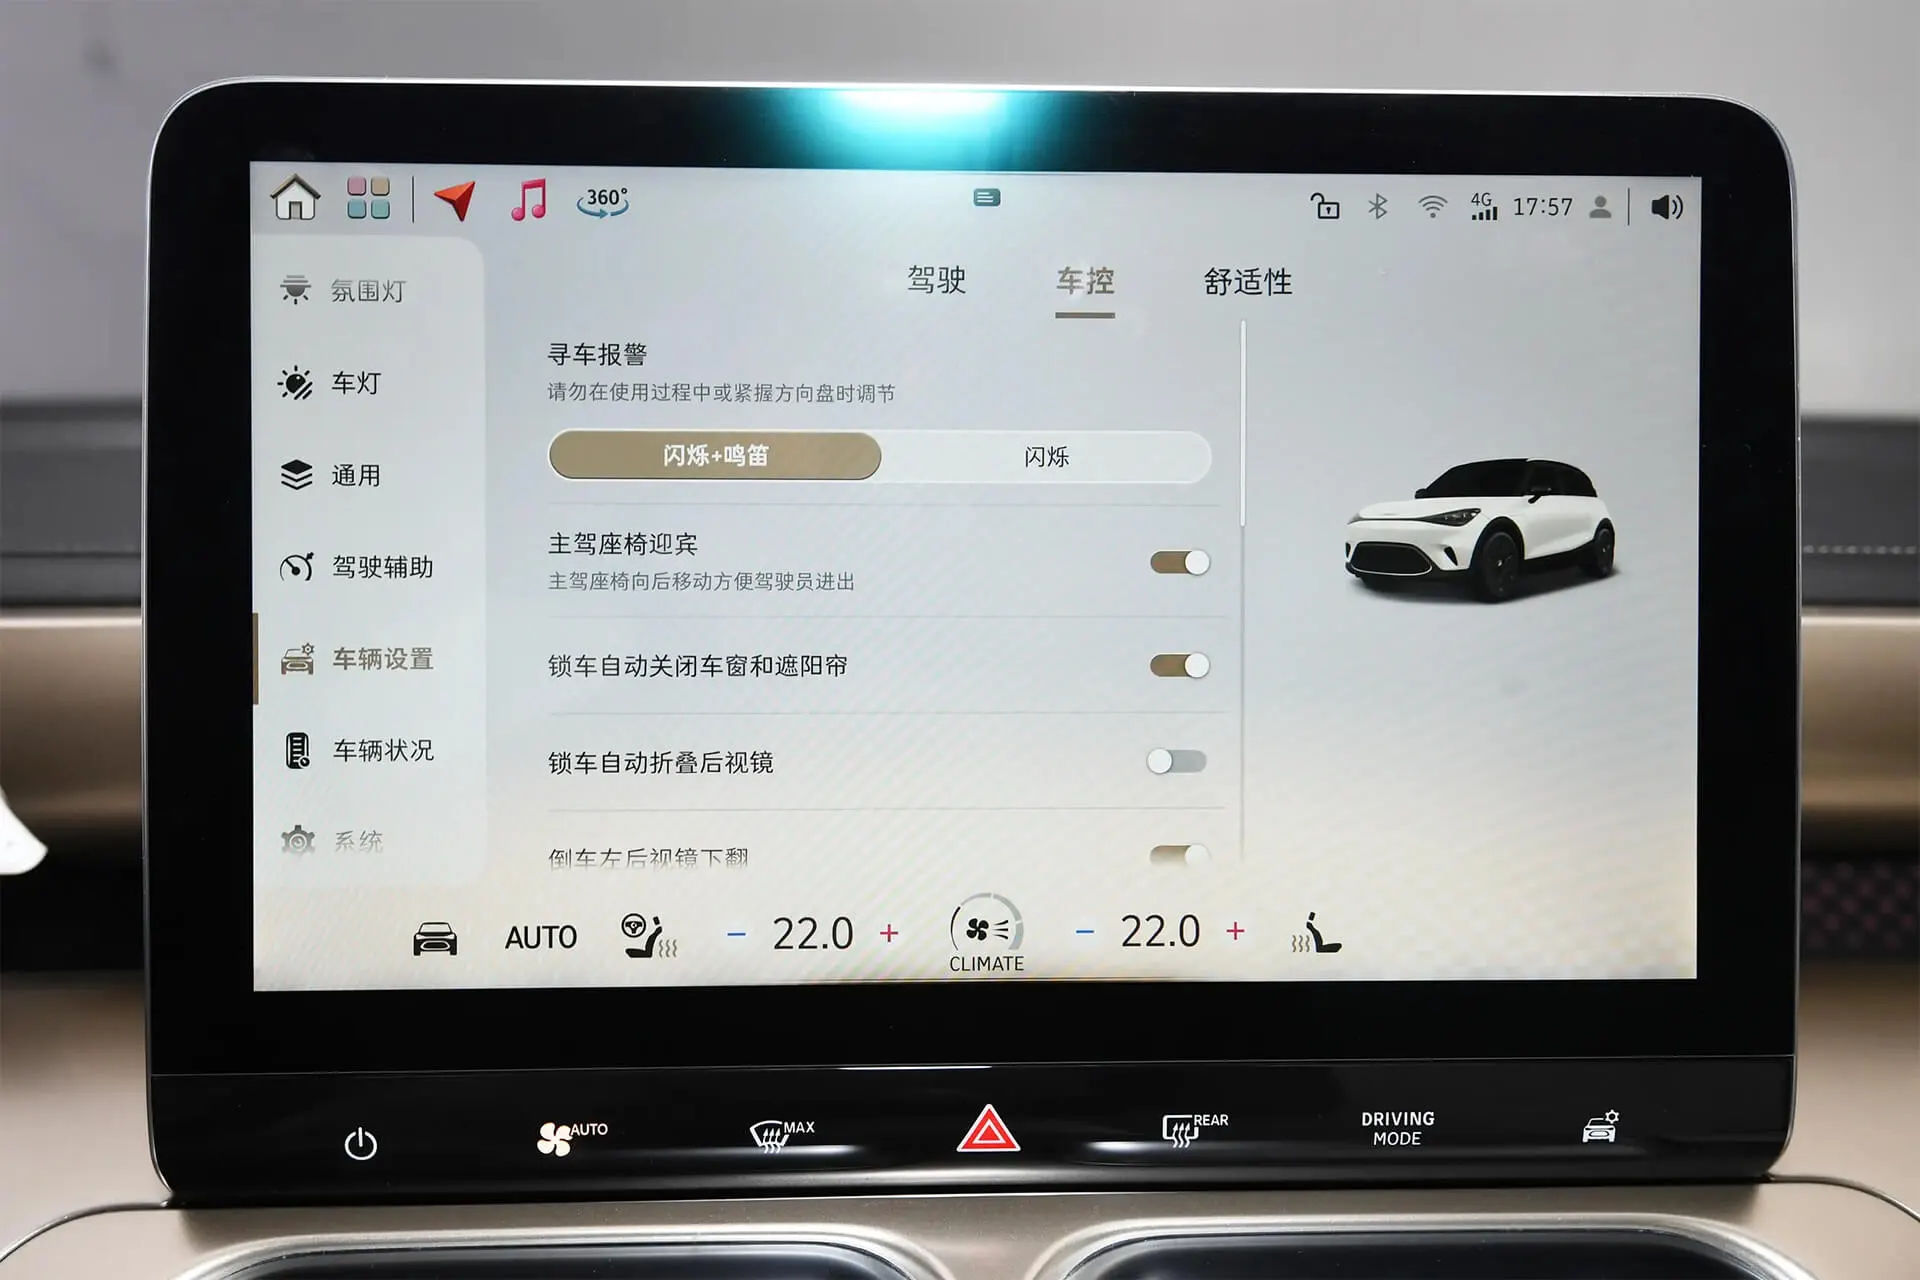 360°
4G
17:57
氛围灯
车灯
通用
驾驶辅助
车辆设置
车辆状况
系统
驾驶
车控
舒适性
寻车报警
请勿在使用过程中或紧握方向盘时调节
闪烁+鸣笛
闪烁
主驾座椅迎宾
主驾座椅向后移动方便驾驶员进出
锁车自动关闭车窗和遮阳帘
锁车自动折叠后视镜
倒车左后视镜下翻
AUTO
- 22.0 +
CLIMATE
- 22.0 +
AUTO
MAX
REAR
DRIVING
MODE